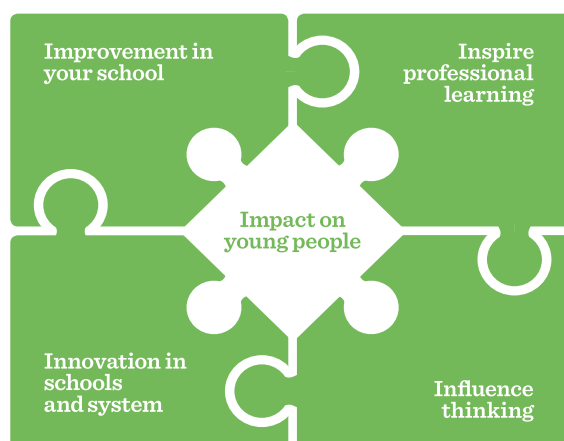 Improvement in
your school
Inspire
professional
learning
Impact on
young people
Innovation in
schools
and system
Influence
thinking